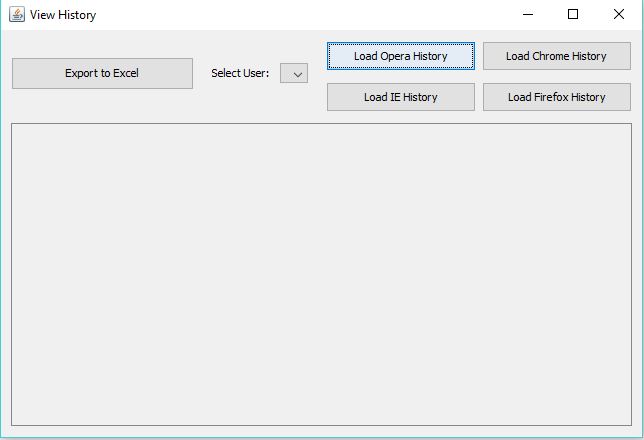 View History
Export to Excel
Select User:
Load Opera History
Load Chrome History
Load IE History
Load Firefox History